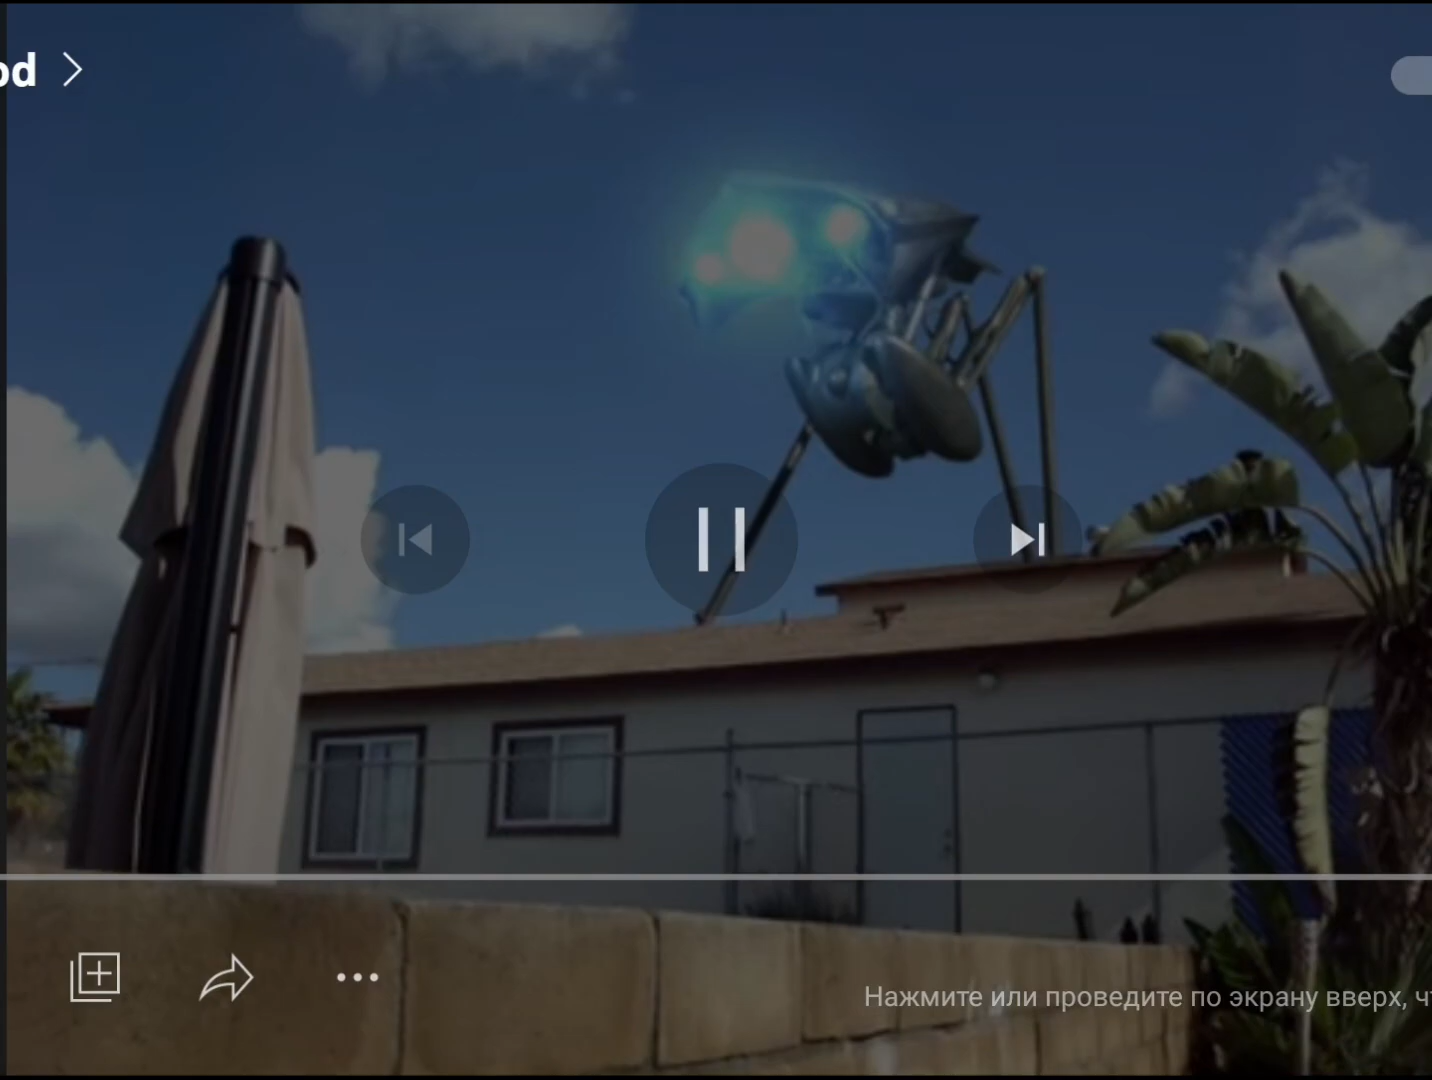 od
Нажмите или проведите по экрану вверх, ч